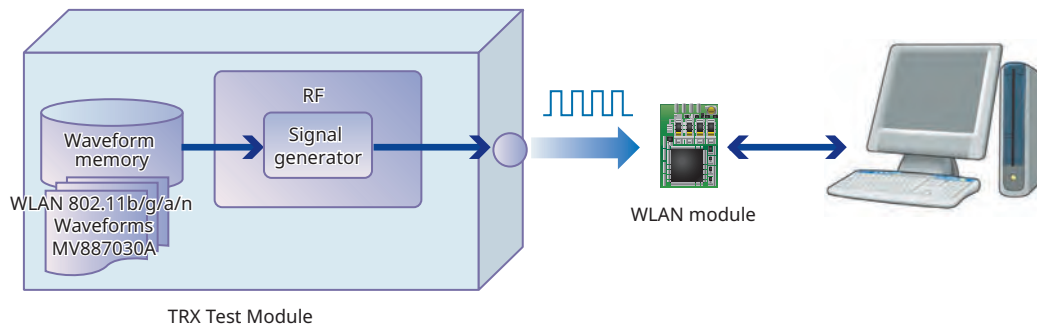 RF
Waveform
memory
Signal
generator
WLAN 802.11b/g/a/n
Waveforms
MV887030A
WLAN module
TRX Test Module